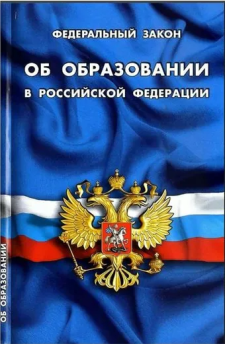 ФЕДЕРАЛЬНЫЙ ЗАКОН
ОБ ОБРАЗОВАНИИ
В РОССИЙСКОЙ ФЕДЕРАЦИИ
ОБ ОБРАЗОВАНИИ